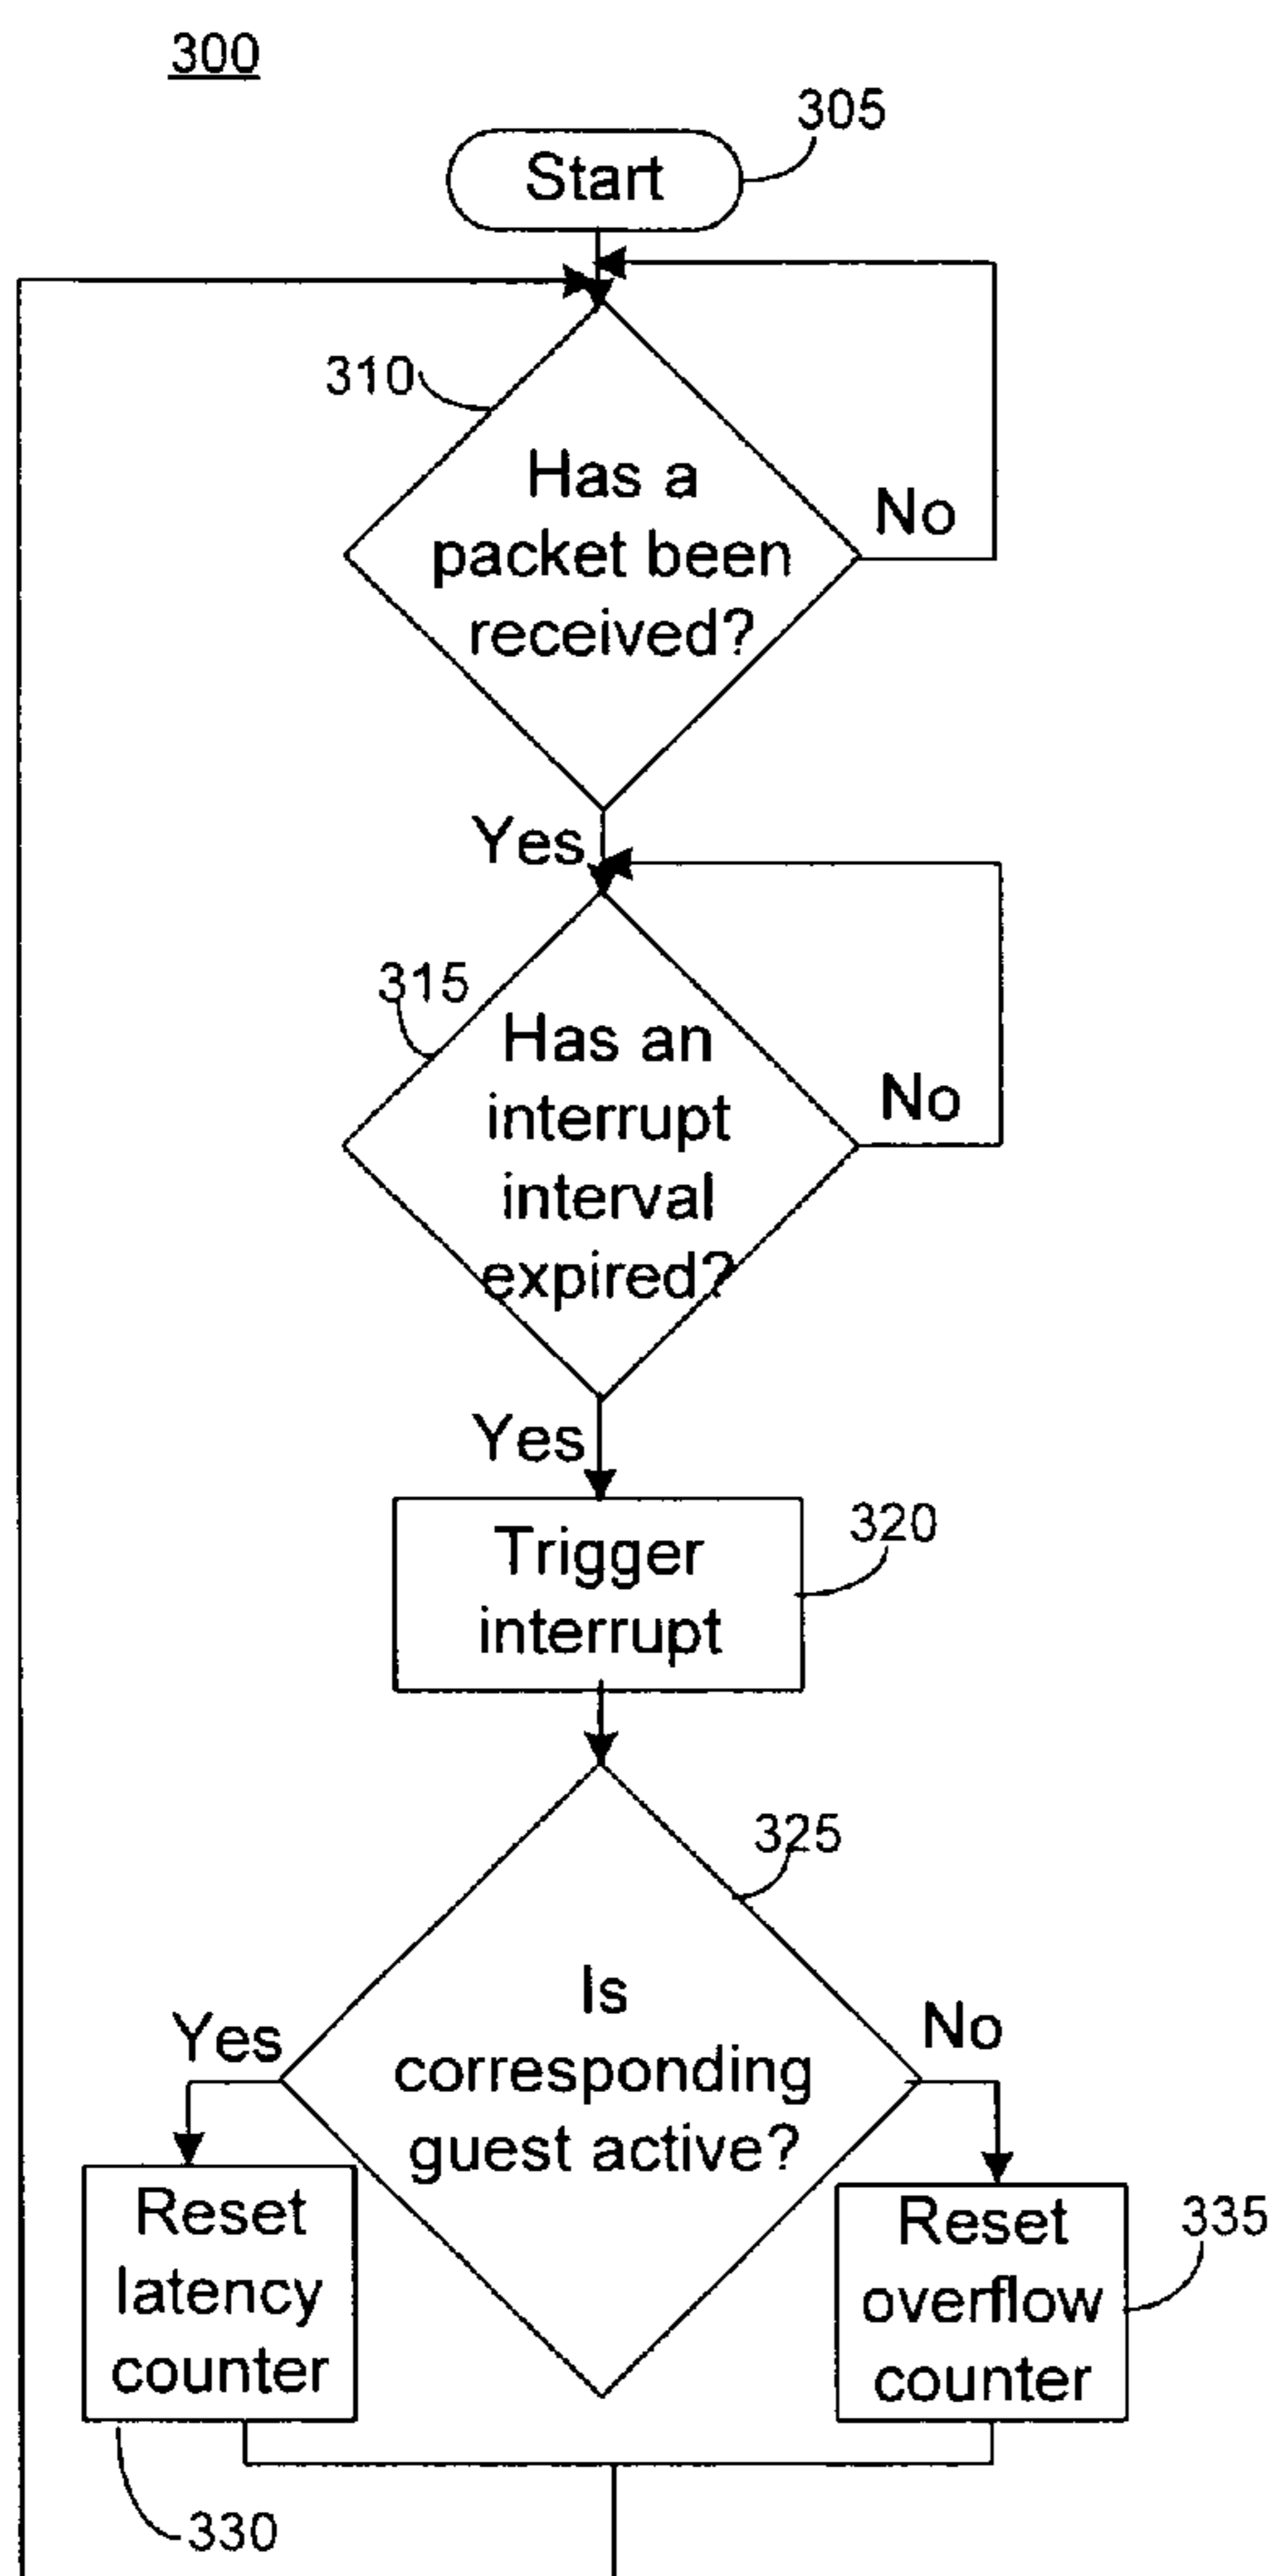 300
305
Start
310
Has a
packet been
received?
No
Yes
315
Has an
interrupt
interval
expired?
No
Yes
Trigger
interrupt
320
325
Is
corresponding
guest active?
Yes
No
Reset
latency
counter
Reset
overflow
counter
335
330